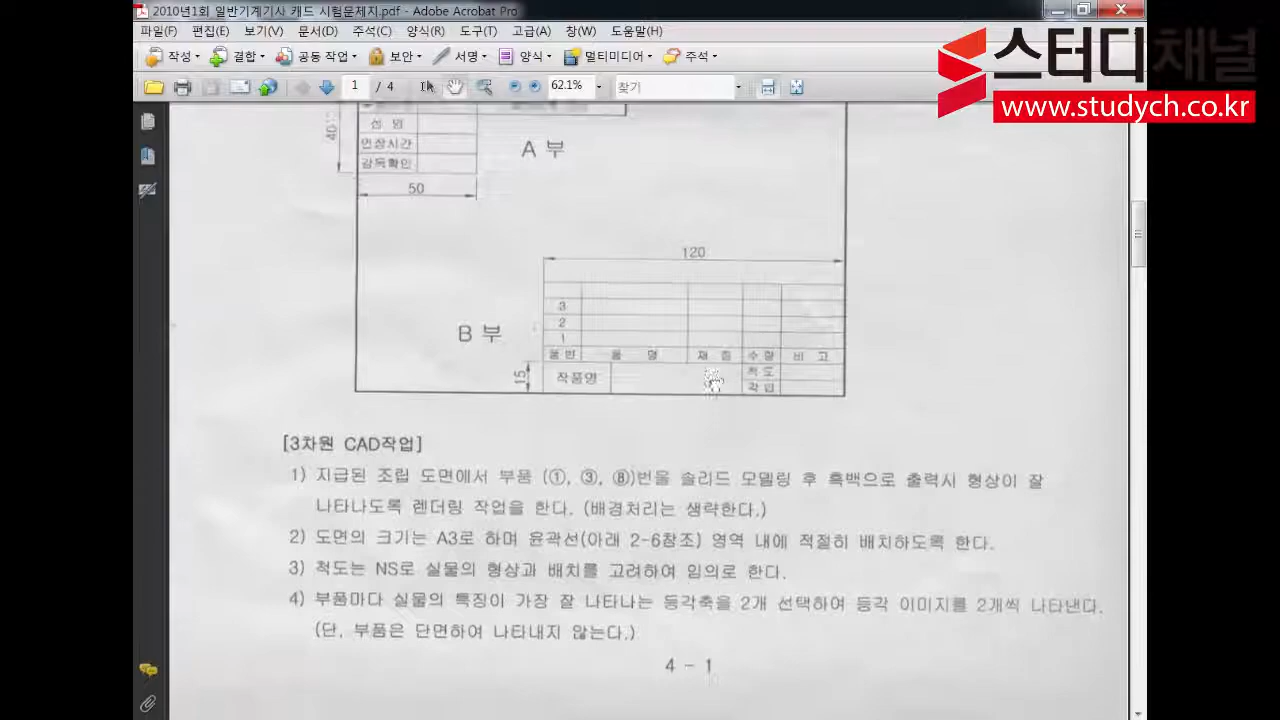 2010년1회 일반기계기사 캐드 시험문제지.pdf - Adobe Acrobat Pro
파일(F) 편집(E) 보기(V) 문서(D) 주석(C) 양식(R) 도구(T) 고급(A) 창(W) 도움말(H)
작성 결합 공동 작업 보안 서명 양식 멀티미디어 주석
1 / 4 62.1% 찾기
스터디채널
www.studych.co.kr
40
성 명
연장시간
감독확인
A 부
50
120
3
2
1
B 부
품번 품 명 재 질 수량 비 고
15
작품명
척도
각법
[3차원 CAD작업]
1) 지급된 조립 도면에서 부품 (①, ③, ⑧)번을 솔리드 모델링 후 흑백으로 출력시 형상이 잘
나타나도록 렌더링 작업을 한다. (배경처리는 생략한다.)
2) 도면의 크기는 A3로 하며 윤곽선(아래 2-6참조) 영역 내에 적절히 배치하도록 한다.
3) 척도는 NS로 실물의 형상과 배치를 고려하여 임의로 한다.
4) 부품마다 실물의 특징이 가장 잘 나타나는 등각축을 2개 선택하여 등각 이미지를 2개씩 나타낸다.
(단, 부품은 단면하여 나타내지 않는다.)
4 - 1